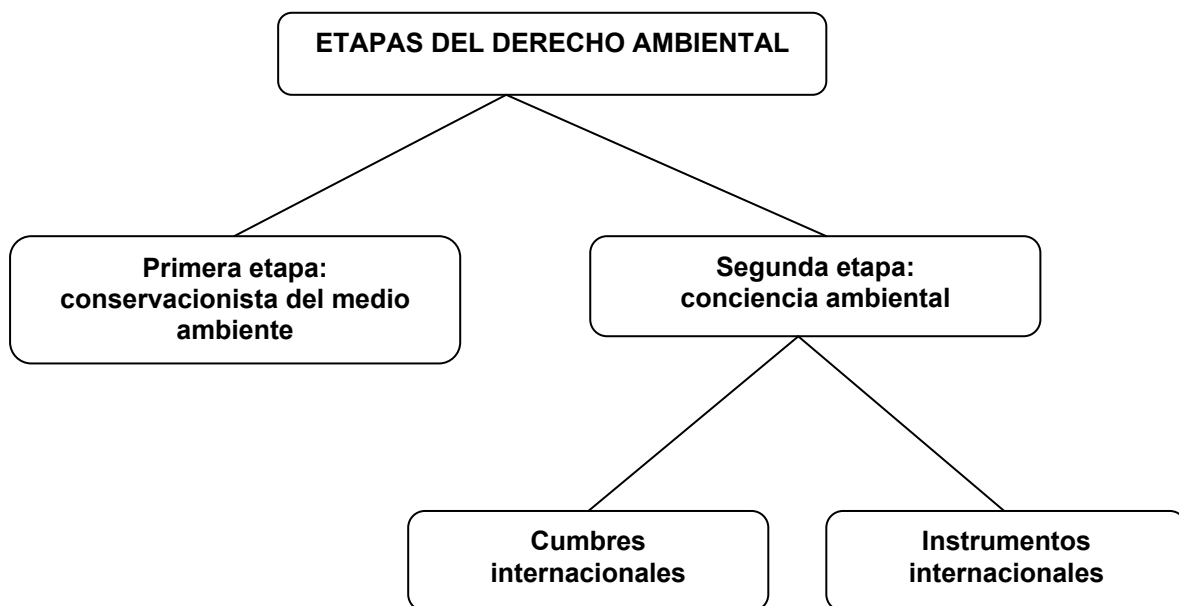 ETAPAS DEL DERECHO AMBIENTAL
Primera etapa:
conservacionista del medio
ambiente
Segunda etapa:
conciencia ambiental
Cumbres
internacionales
Instrumentos
internacionales